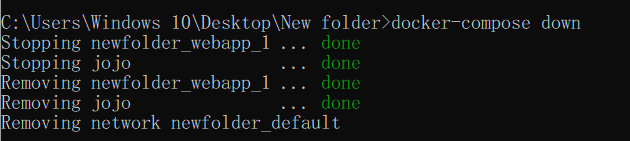 C:\Users\Windows 10\Desktop\New folder>docker-compose down
Stopping newfolder_webapp_1 ... done
Stopping jojo               ... done
Removing newfolder_webapp_1 ... done
Removing jojo               ... done
Removing network newfolder_default